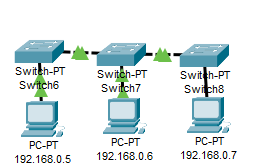 Switch-PT
Switch6
Switch-PT
Switch7
Switch-PT
Switch8
PC-PT
192.168.0.5
PC-PT
192.168.0.6
PC-PT
192.168.0.7